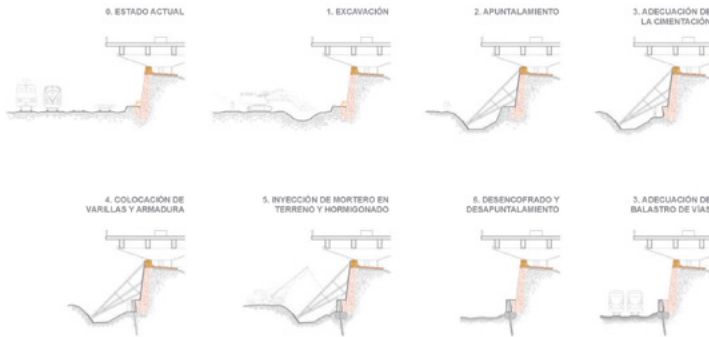 0. ESTADO ACTUAL
1. EXCAVACIÓN
2. APUNTALAMIENTO
3. ADECUACIÓN DE
LA CIMENTACIÓN
4. COLOCACIÓN DE
VARILLAS Y ARMADURA
5. INYECCIÓN DE MORTERO EN
TERRENO Y HORMIGONADO
6. DESENCOFRADO Y
DESAPUNTALAMIENTO
3. ADECUACIÓN DE
BALASTRO DE VÍAS